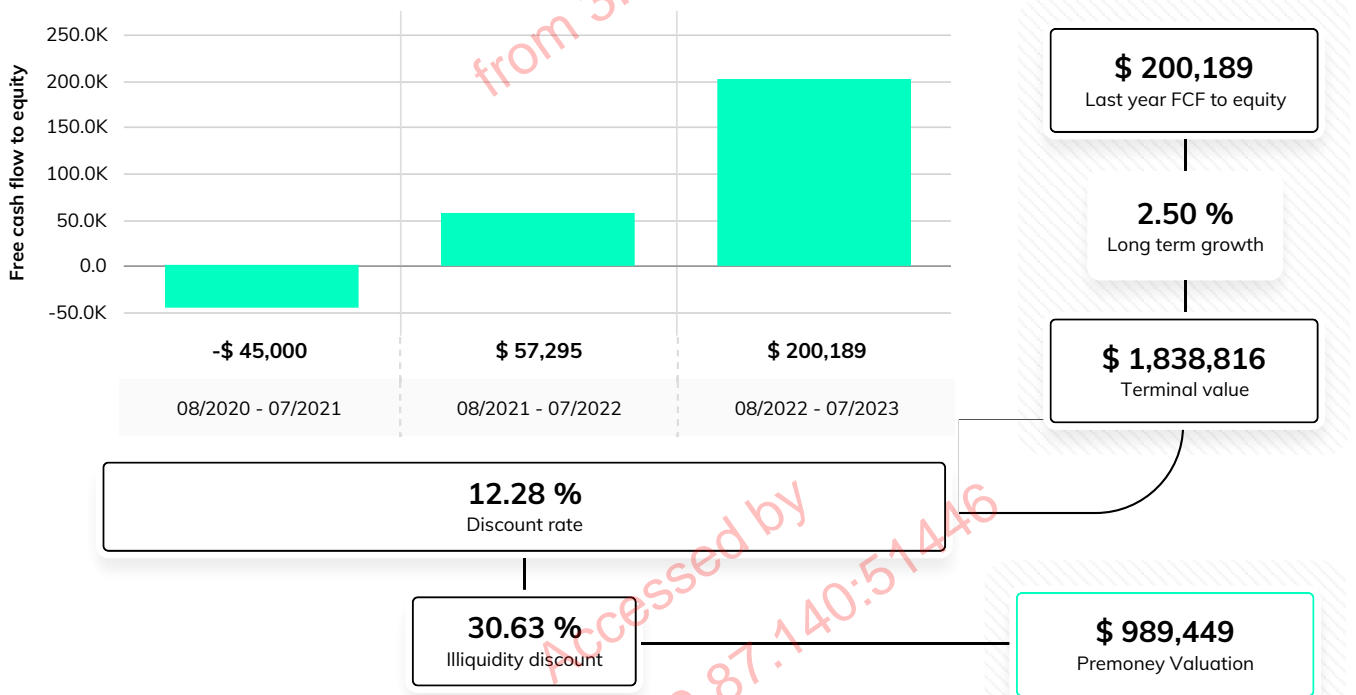 Free cash flow to equity
250.0K
200.0K
150.0K
100.0K
50.0K
0.0
-50.0K
-$ 45,000
$ 57,295
$ 200,189
08/2020 - 07/2021
08/2021 - 07/2022
08/2022 - 07/2023
$ 200,189
Last year FCF to equity
2.50 %
Long term growth
$ 1,838,816
Terminal value
12.28 %
Discount rate
30.63 %
Illiquidity discount
$ 989,449
Premoney Valuation
from
Accessed by
87.140:51446